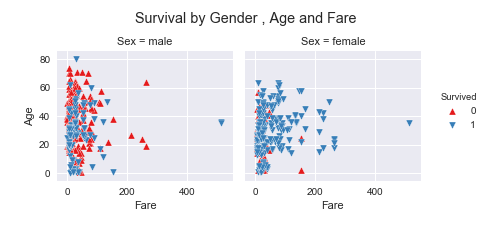 Survival by Gender , Age and Fare
Sex = male
Sex = female
80
60
40
20
0
Age
0
200
400
Fare
0
200
400
Fare
Survived
0
1